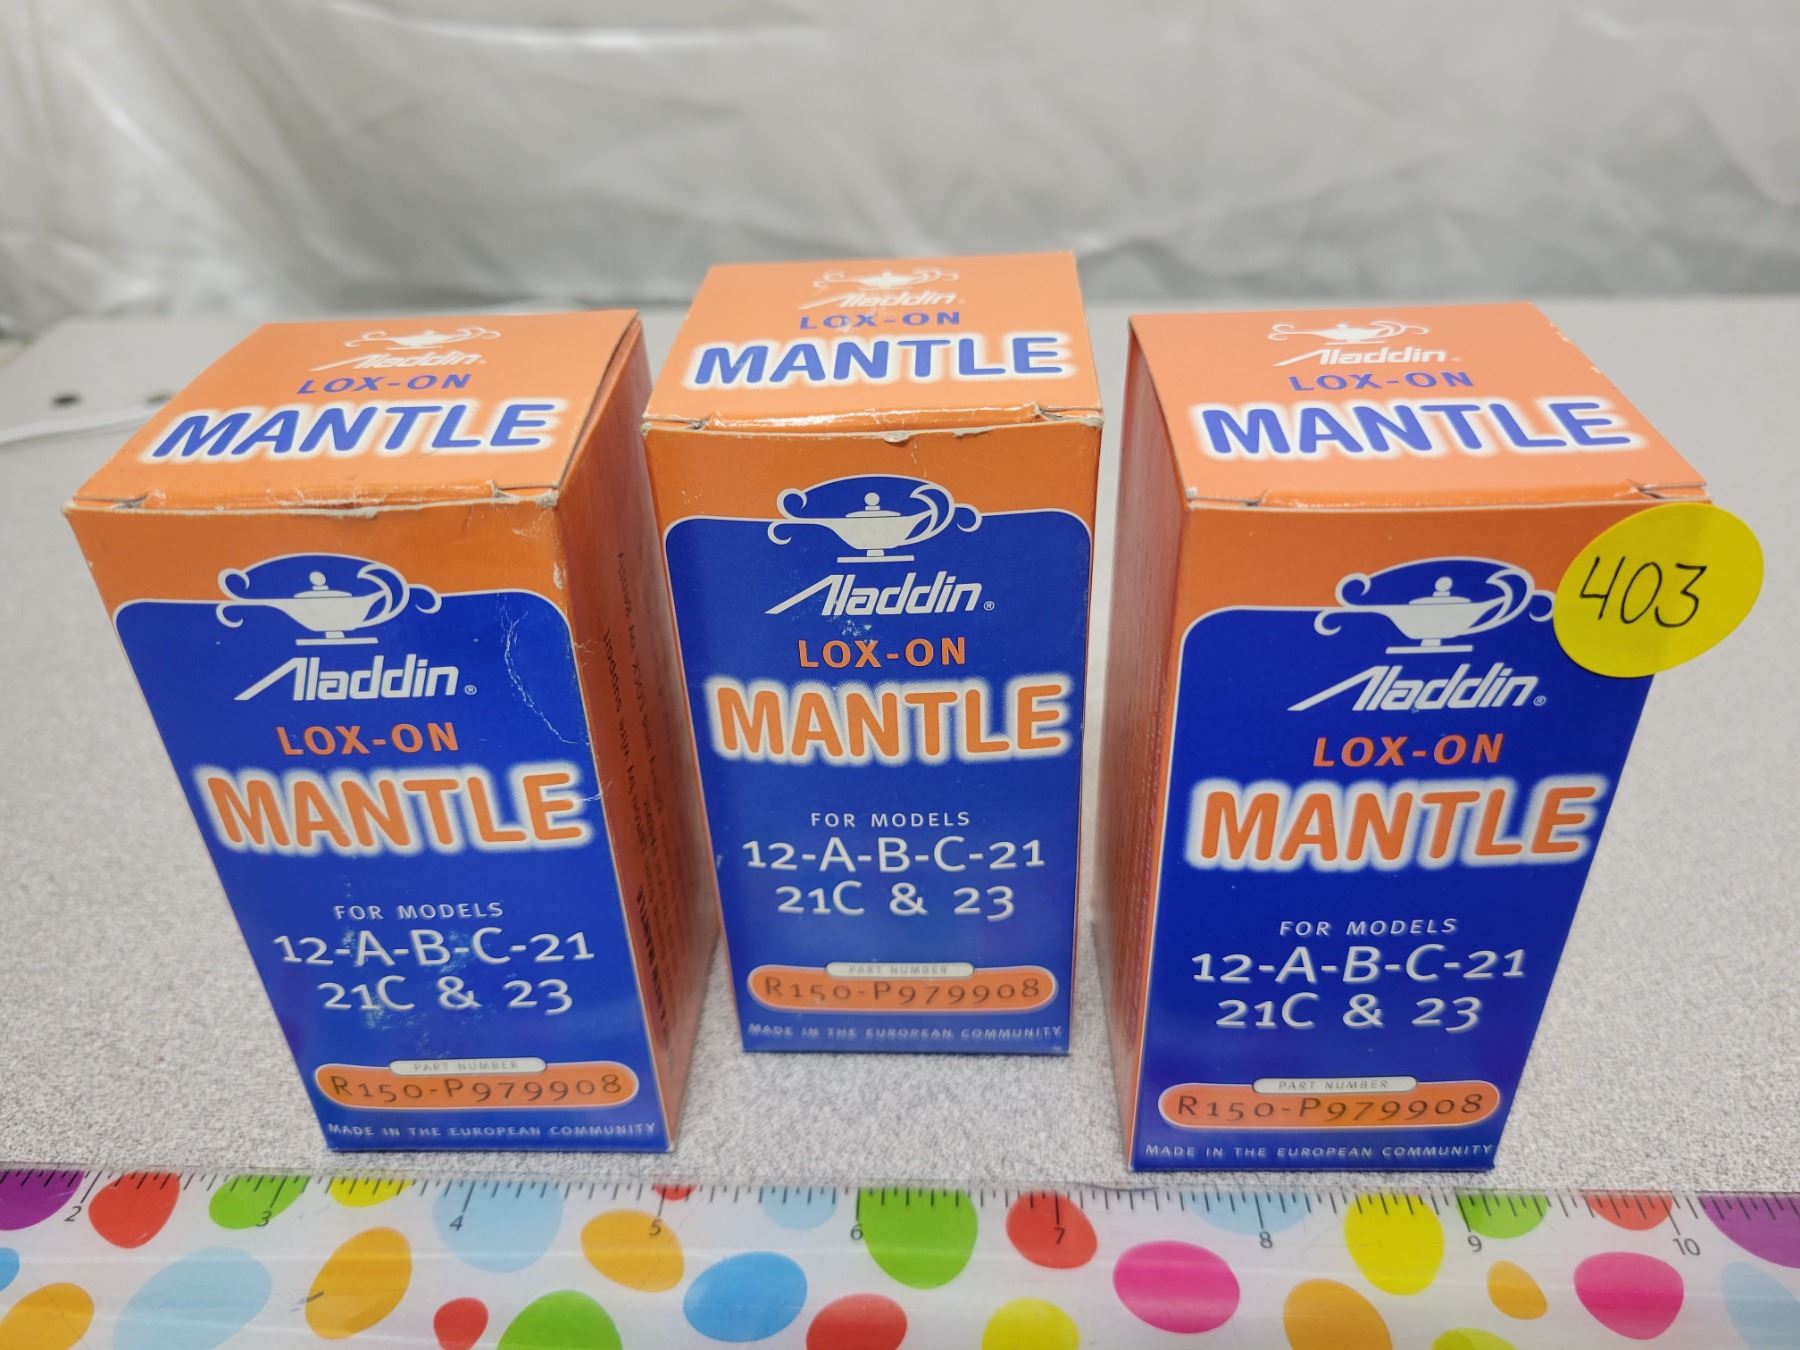 Aladdin®
LOX-ON
MANTLE
Aladdin®
LOX-ON
MANTLE
FOR MODELS
12-A-B-C-21
21C & 23
PART NUMBER
R150-P979908
MADE IN THE EUROPEAN COMMUNITY
Aladdin®
LOX-ON
MANTLE
Aladdin®
LOX-ON
MANTLE
FOR MODELS
12-A-B-C-21
21C & 23
PART NUMBER
R150-P979908
MADE IN THE EUROPEAN COMMUNITY
Aladdin®
LOX-ON
MANTLE
403
Aladdin®
LOX-ON
MANTLE
FOR MODELS
12-A-B-C-21
21C & 23
PART NUMBER
R150-P979908
MADE IN THE EUROPEAN COMMUNITY
2 3 4 5 6 7 8 9 10